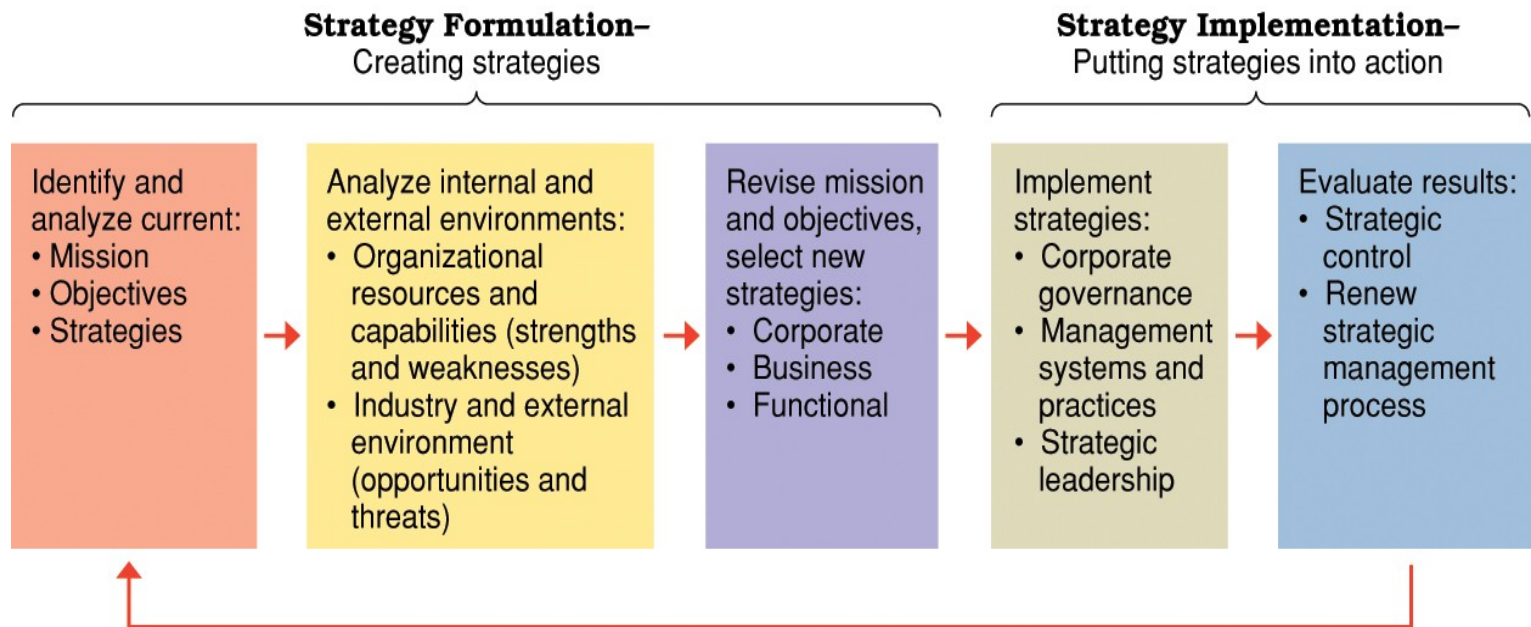 Strategy Formulation–
Creating strategies
Strategy Implementation–
Putting strategies into action
Identify and
analyze current:
• Mission
• Objectives
• Strategies
Analyze internal and
external environments:
• Organizational
resources and
capabilities (strengths
and weaknesses)
• Industry and external
environment
(opportunities and
threats)
Revise mission
and objectives,
select new
strategies:
• Corporate
• Business
• Functional
Implement
strategies:
• Corporate
governance
• Management
systems and
practices
• Strategic
leadership
Evaluate results:
• Strategic
control
• Renew
strategic
management
process